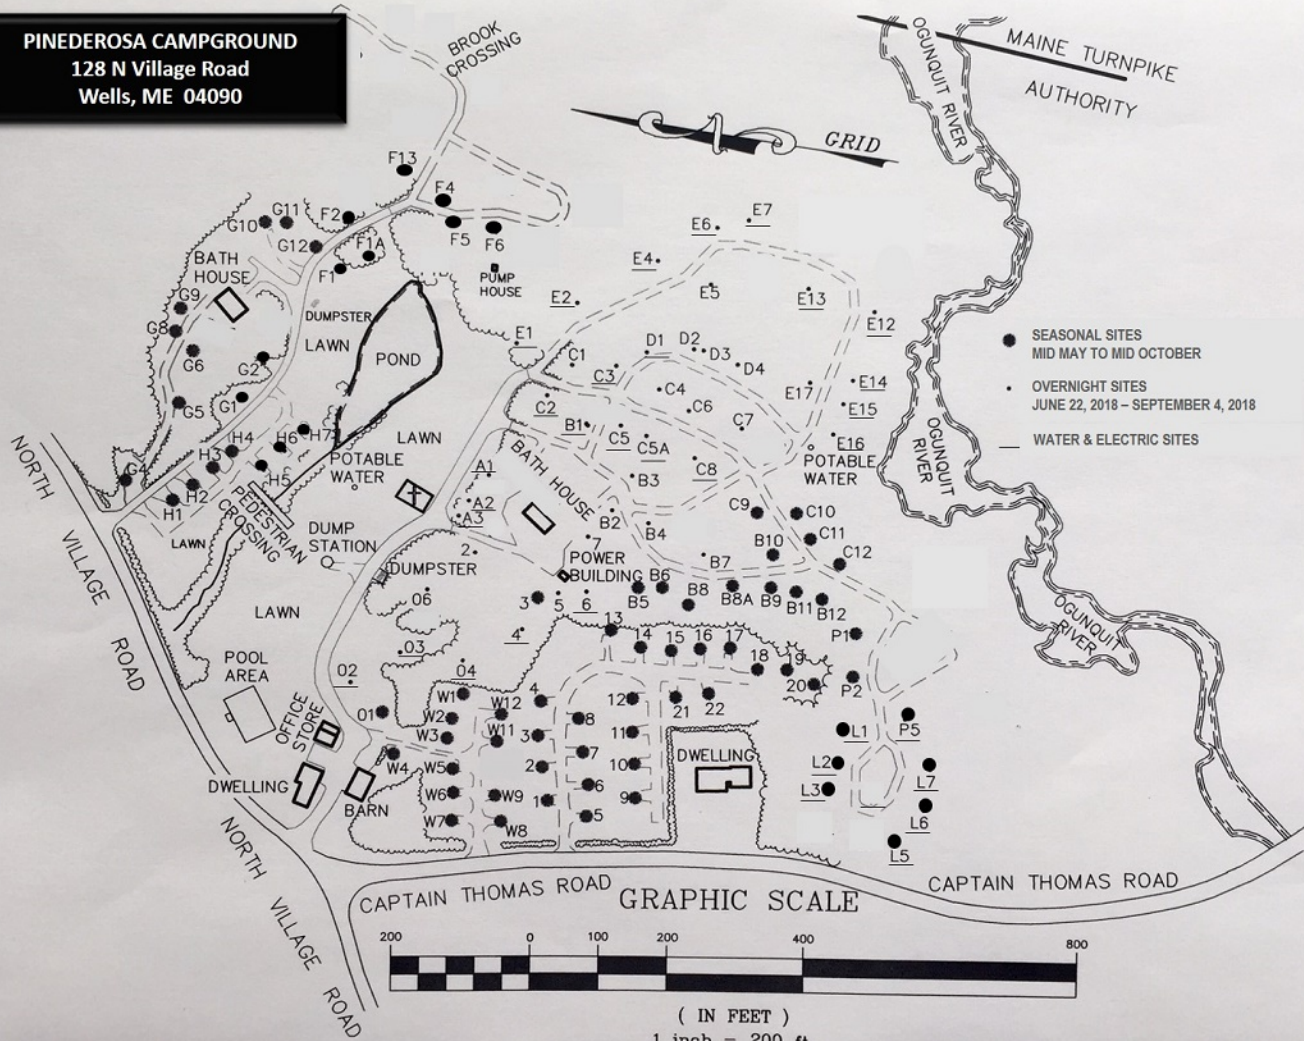 PINEDEROSA CAMPGROUND
128 N Village Road
Wells, ME 04090
BROOK
CROSSING
OGUNQUIT RIVER
MAINE TURNPIKE
AUTHORITY
GRID
F13
F4
F5
F6
F2
F1A
F1
G10
G11
G12
BATH
HOUSE
PUMP
HOUSE
E6
E7
E4
E5
E2
E13
E12
E1
G9
G8
G6
G2
G5
G1
G4
DUMPSTER
LAWN
POND
C1
C3
D1
D2
D3
D4
C4
C6
C7
E17
E14
E15
E16
SEASONAL SITES
MID MAY TO MID OCTOBER
OVERNIGHT SITES
JUNE 22, 2018 – SEPTEMBER 4, 2018
WATER & ELECTRIC SITES
C2
B1
C5
C5A
C8
B3
H4
H6
H7
H3
H5
H2
H1
LAWN
POTABLE
WATER
PEDESTRIAN
CROSSING
LAWN
DUMP
STATION
A1
A2
A3
BATH HOUSE
POTABLE
WATER
OGUNQUIT
RIVER
C9
C10
C11
C12
B2
B4
B10
B7
7
2
POWER
BUILDING
DUMPSTER
06
3
5
6
B5
B6
B8
B8A
B9
B11
B12
P1
P2
OGUNQUIT
RIVER
NORTH
VILLAGE
ROAD
LAWN
POOL
AREA
OFFICE
STORE
DWELLING
BARN
03
02
04
01
4
13
14
15
16
17
18
19
20
21
22
W1
W2
W3
W4
W5
W6
W7
W12
W11
W9
W8
4
3
2
1
8
7
6
5
12
11
10
9
DWELLING
L1
L2
L3
P5
L7
L6
L5
NORTH
VILLAGE
ROAD
CAPTAIN THOMAS ROAD
CAPTAIN THOMAS ROAD
GRAPHIC SCALE
200
0
100
200
400
800
( IN FEET )
1 inch = 200 ft